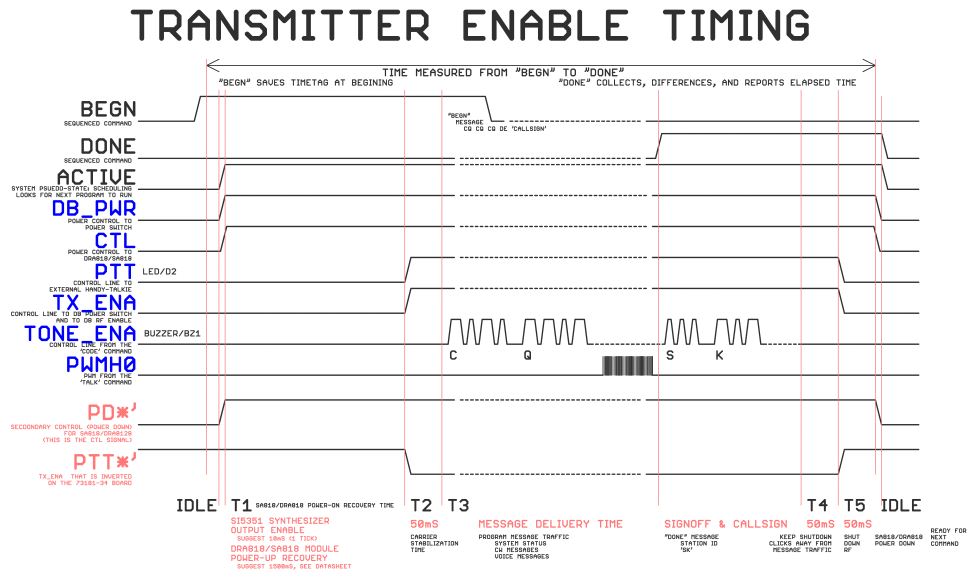 TRANSMITTER ENABLE TIMING
TIME MEASURED FROM "BEGN" TO "DONE"
"BEGN" SAVES TIMETAG AT BEGINING
"DONE" COLLECTS, DIFFERENCES, AND REPORTS ELAPSED TIME
BEGN
SEQUENCED COMMAND
"BEGN"
MESSAGE
CQ CQ CQ DE 'CALLSIGN'
DONE
SEQUENCED COMMAND
ACTIVE
SYSTEM PSUEDO-STATE; SCHEDULING
LOOKS FOR NEXT PROGRAM TO RUN
DB_PWR
POWER CONTROL TO
POWER SWITCH
CTL
POWER CONTROL TO
DRA818/SA818
PTT
LED/D2
CONTROL LINE TO
EXTERNAL HANDY-TALKIE
TX_ENA
CONTROL LINE TO DB POWER SWITCH
AND TO DB RF ENABLE
TONE_ENA
BUZZER/BZ1
CONTROL LINE FROM THE
'CODE' COMMAND
C Q S K
PWMH0
PWM FROM THE
'TALK' COMMAND
PD*'
SECDONDARY CONTROL (POWER DOWN)
FOR SA818/DRA8128
(THIS IS THE CTL SIGNAL)
PTT*'
TX_ENA THAT IS INVERTED
ON THE 73181-34 BOARD
IDLE
T1 SA818/DRA818 POWER-ON RECOVERY TIME
SI5351 SYNTHESIZER
OUTPUT ENABLE
SUGGEST 10mS (1 TICK)
DRA818/SA818 MODULE
POWER-UP RECOVERY
SUGGEST 1500mS, SEE DATASHEET
T2
50mS
CARRIER
STABILIZATION
TIME
T3
MESSAGE DELIVERY TIME
PROGRAM MESSAGE TRAFFIC
SYSTEM STATUS
CW MESSAGES
VOICE MESSAGES
SIGNOFF & CALLSIGN
"DONE" MESSAGE
STATION ID
'SK'
T4
50mS
KEEP SHUTDOWN
CLICKS AWAY FROM
MESSAGE TRAFFIC
T5
50mS
SHUT
DOWN
RF
IDLE
SA818/DRA818
POWER DOWN
READY FOR
NEXT
COMMAND